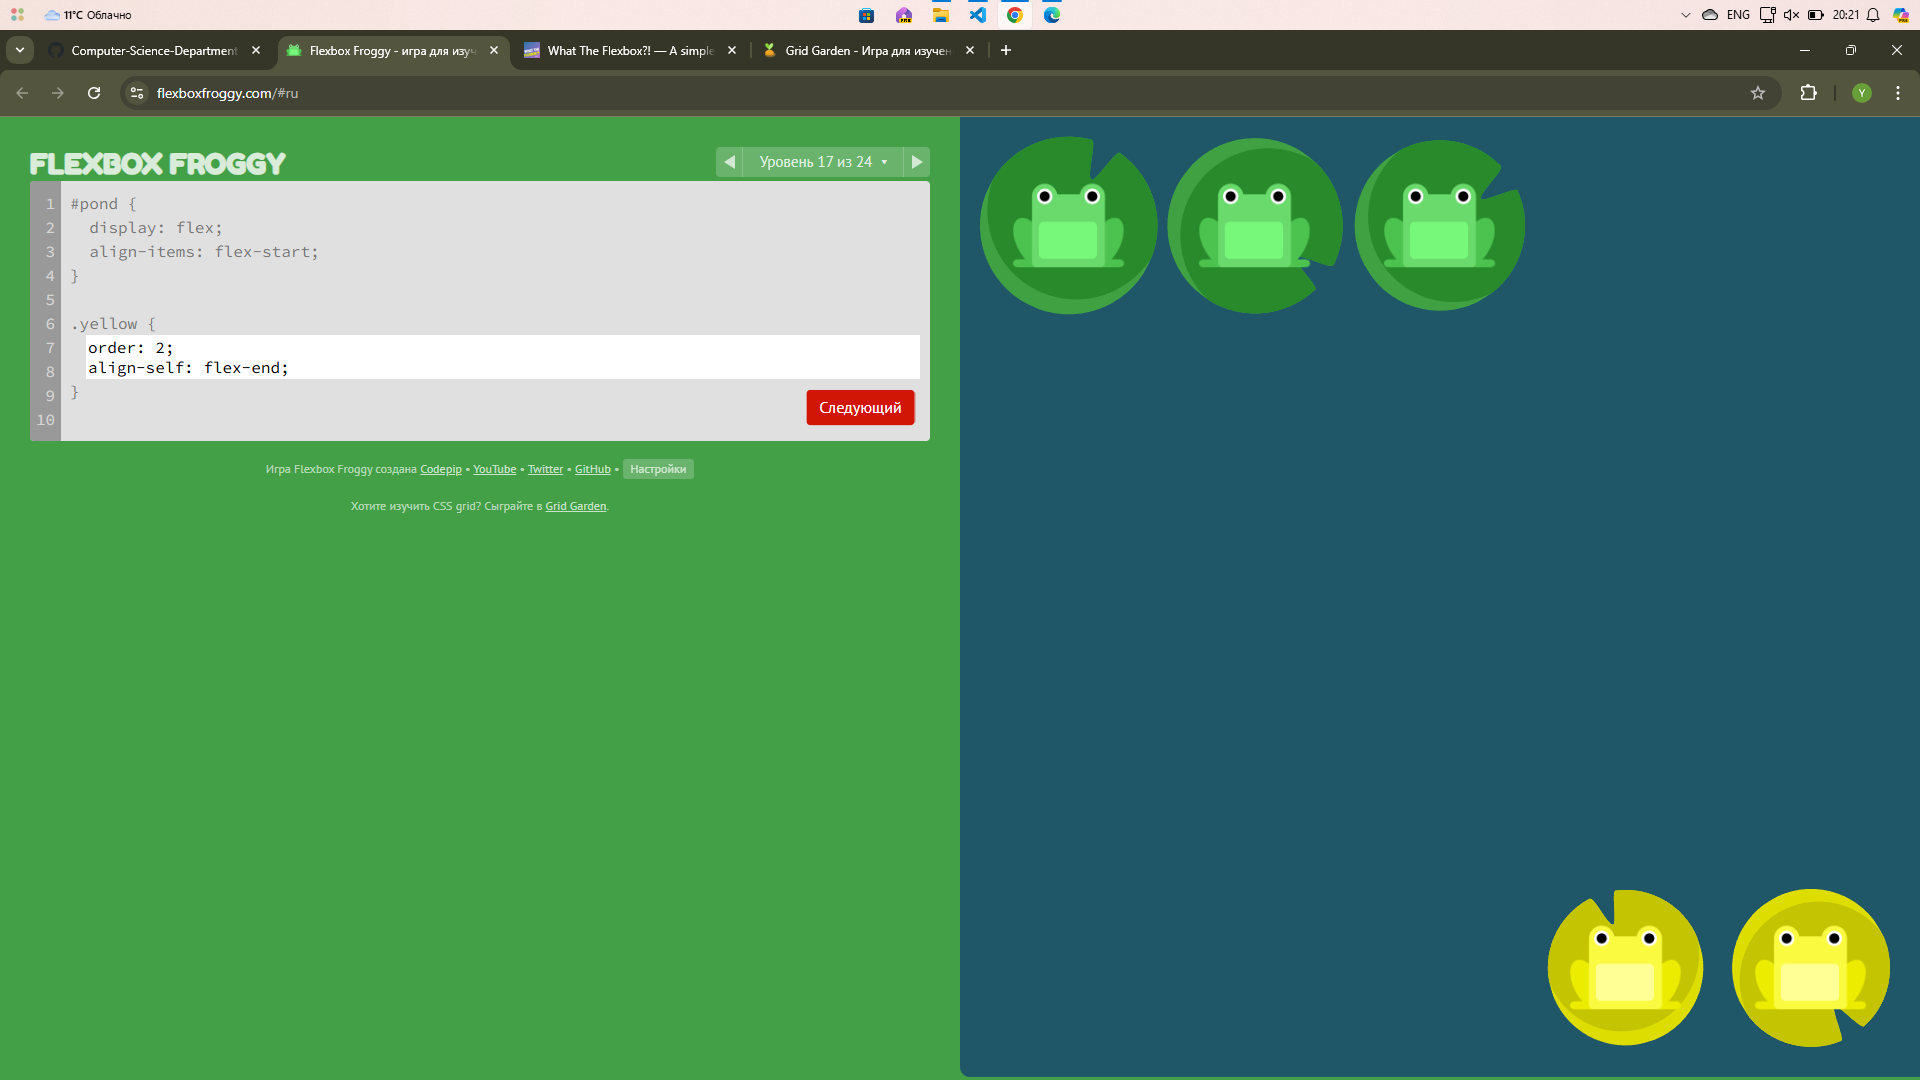 11°C Облачно
ENG
20:21
Computer-Science-Department
Flexbox Froggy - игра для изуч
What The Flexbox?! — A simple
Grid Garden - Игра для изучен
flexboxfroggy.com/#ru
Y
FLEXBOX FROGGY
Уровень 17 из 24
1 #pond {
2 display: flex;
3 align-items: flex-start;
4 }
5
6 .yellow {
7 order: 2;
8 align-self: flex-end;
9 }
10
Следующий
Игра Flexbox Froggy создана Codepip • YouTube • Twitter • GitHub • Настройки
Хотите изучить CSS grid? Сыграйте в Grid Garden.